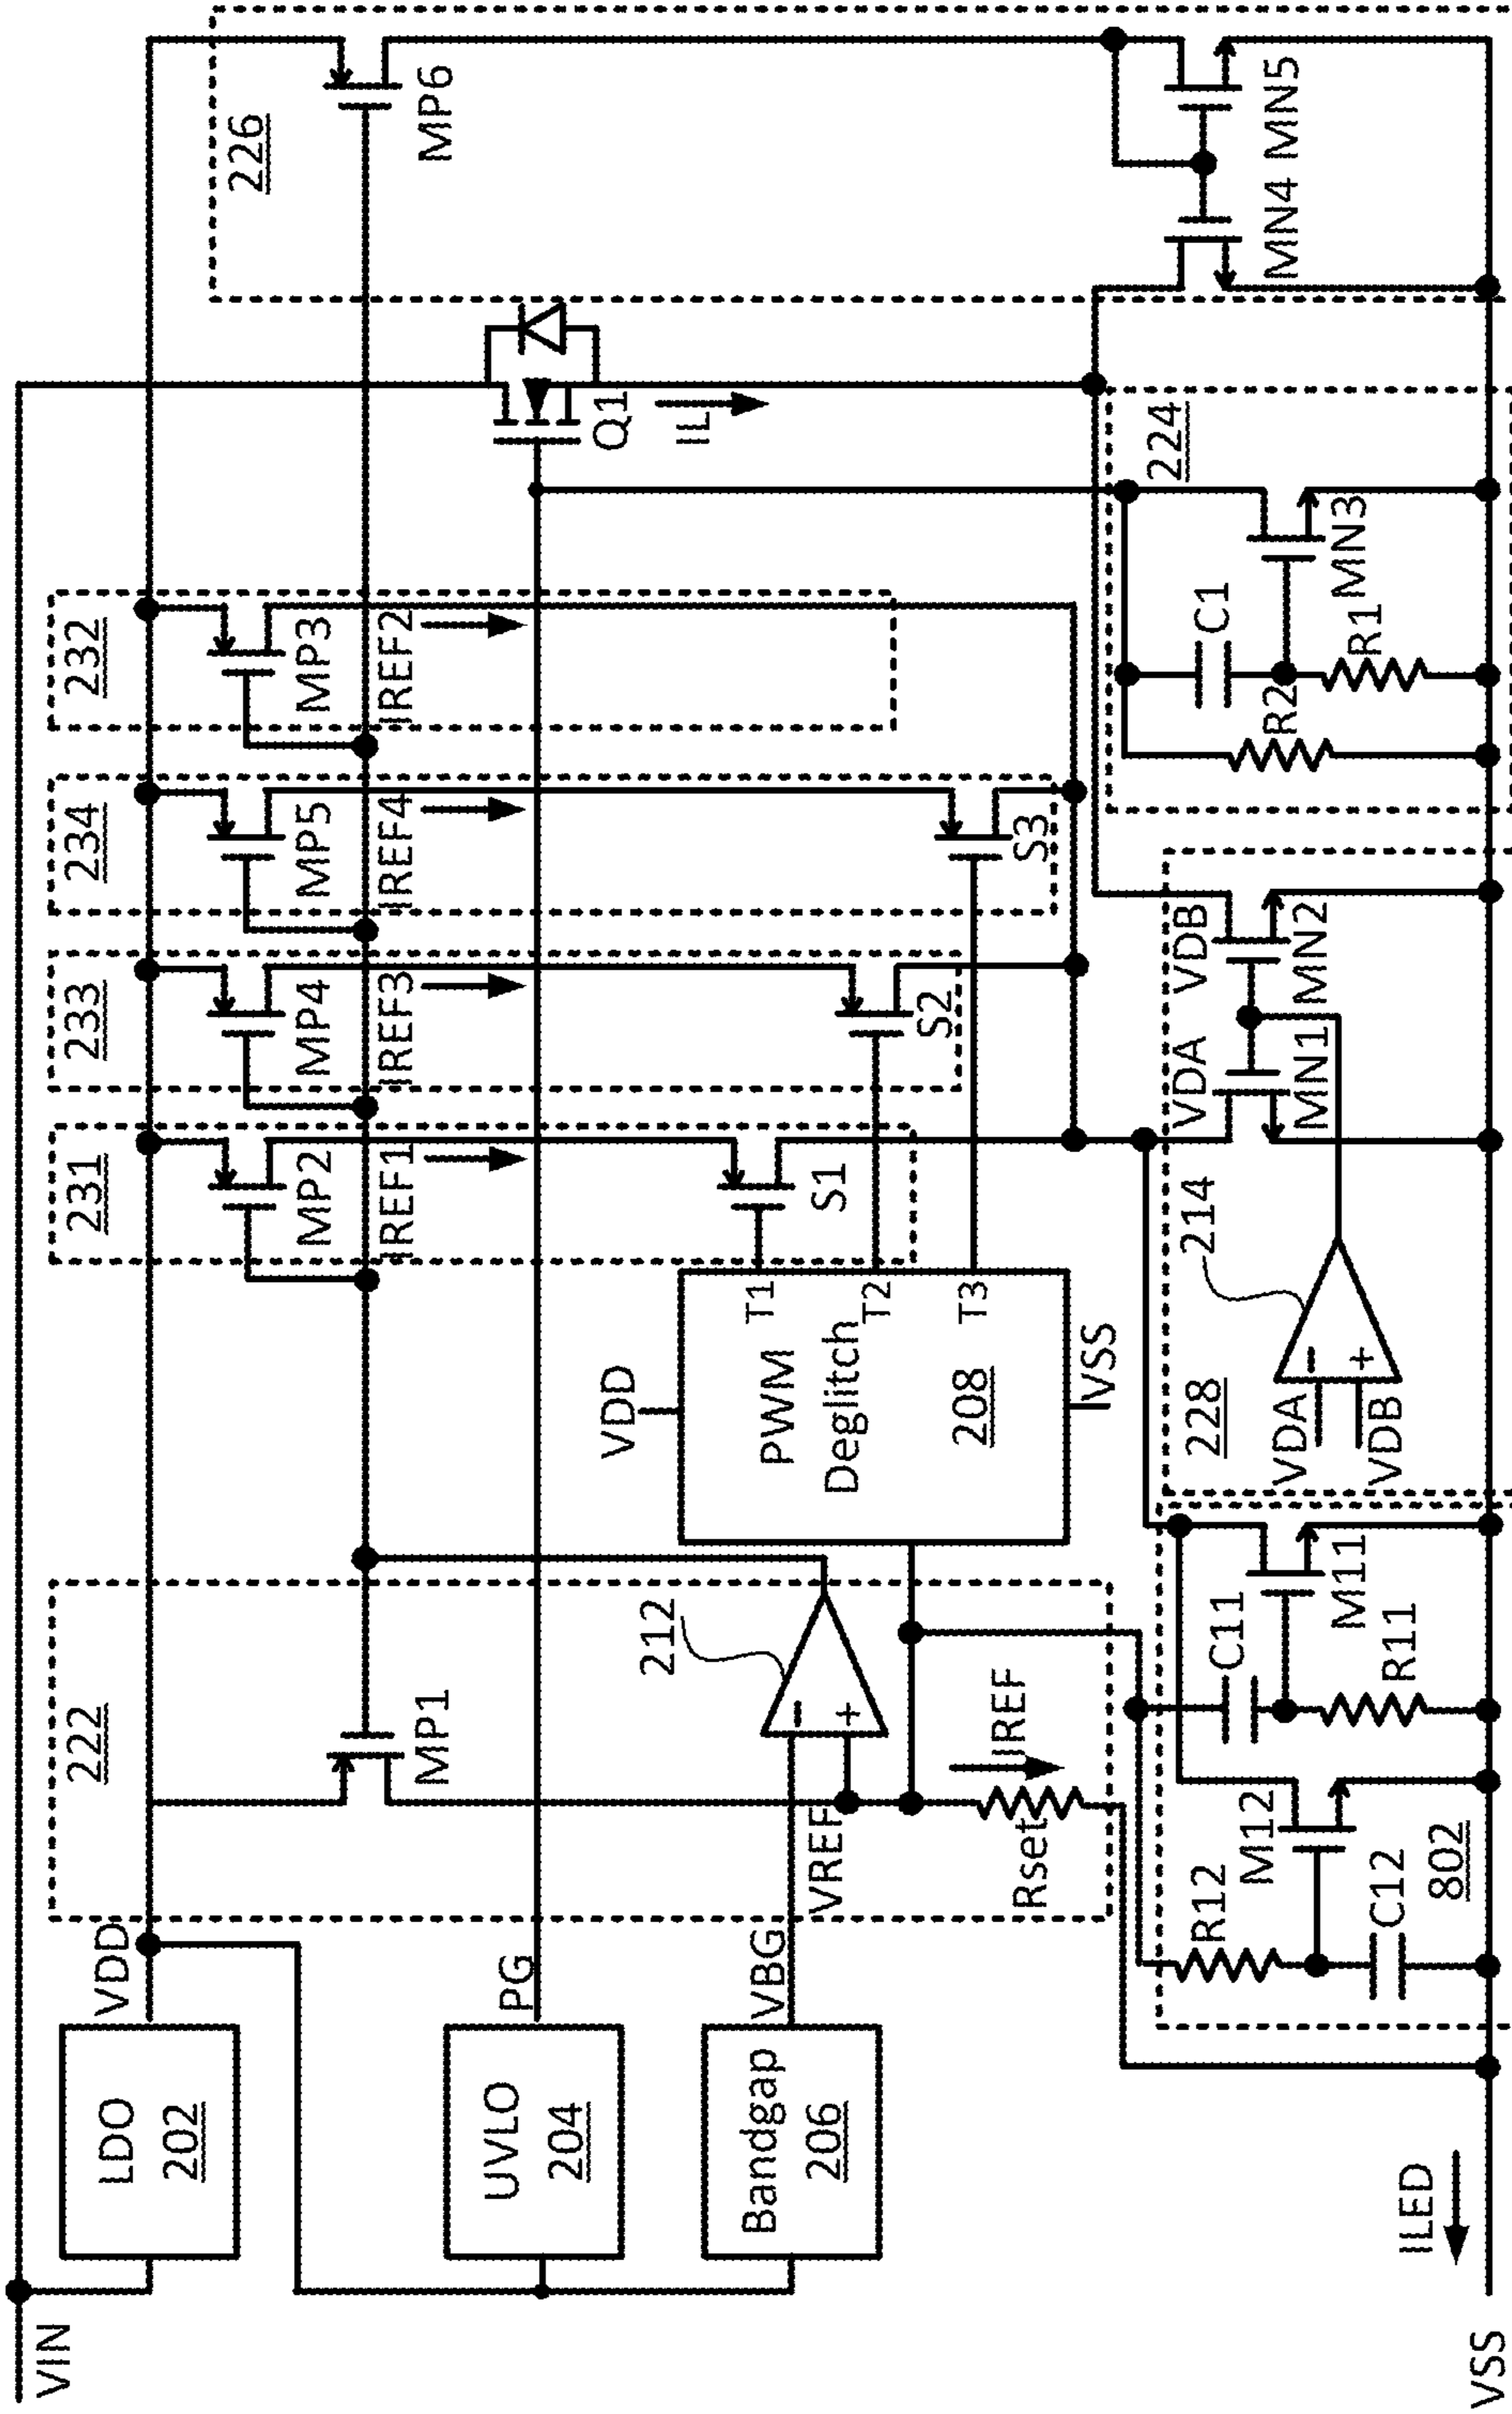 VIN
LDO
202
VDD
UVLO
204
PG
Bandgap
206
VBG
222
MP1
212
VREF
IREF
Rset
231
MP2
IREF1
S1
233
MP4
IREF3
S2
234
MP5
IREF4
S3
232
MP3
IREF2
226
MP6
Q1
IL
VDD
PWM
Deglitch
208
T1
T2
T3
VSS
R12
M12
C12
802
C11
M11
R11
228
214
VDA
VDB
VDA
VDB
MN1
MN2
224
R2
C1
R1
MN3
MN4
MN5
ILED
VSS